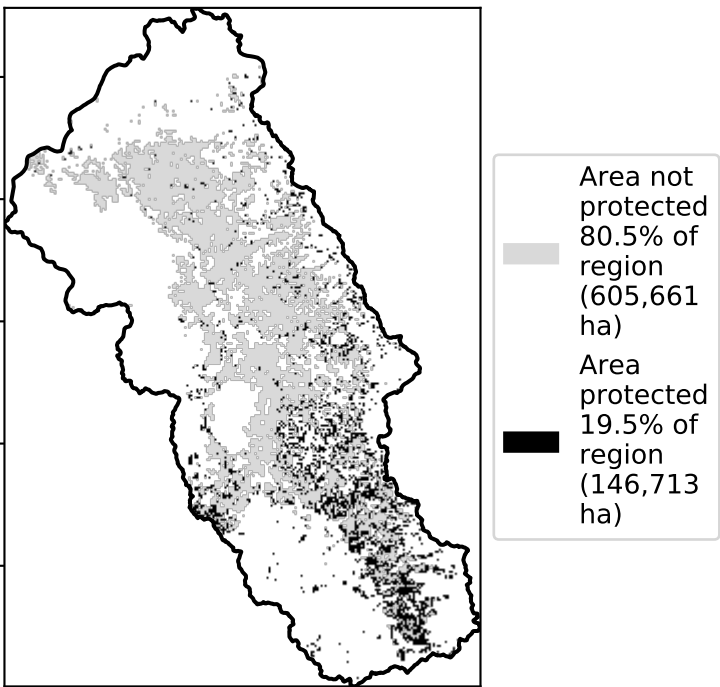 Area not
protected
80.5% of
region
(605,661
ha)
Area
protected
19.5% of
region
(146,713
ha)